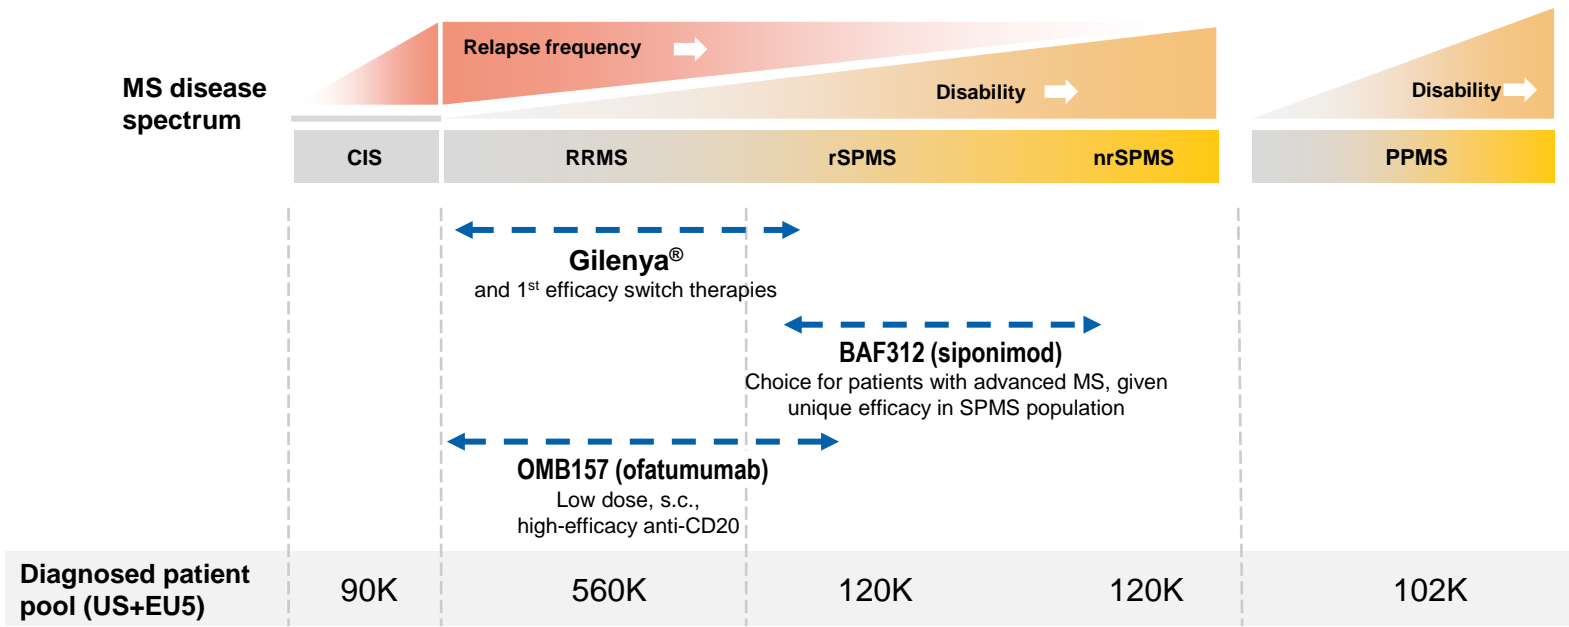 MS disease
spectrum
Relapse frequency
Disability
Disability
CIS
RRMS
rSPMS
nrSPMS
PPMS
Gilenya®
and 1st efficacy switch therapies
BAF312 (siponimod)
Choice for patients with advanced MS, given
unique efficacy in SPMS population
OMB157 (ofatumumab)
Low dose, s.c.,
high-efficacy anti-CD20
Diagnosed patient
pool (US+EU5)
90K
560K
120K
120K
102K